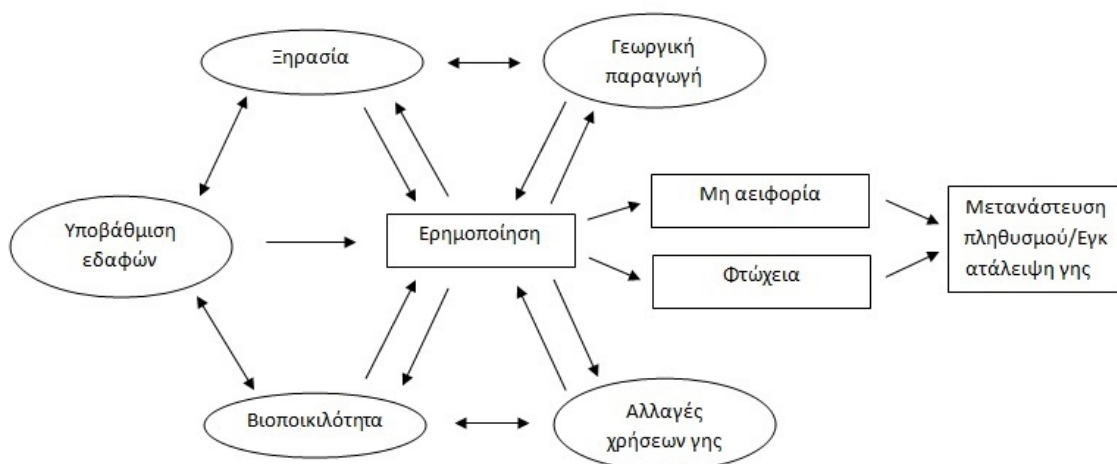 Ξηρασία
Γεωργική
παραγωγή
Υποβάθμιση
εδαφών
Ερημοποίηση
Μη αειφορία
Φτώχεια
Μετανάστευση
πληθυσμού/Εγκ
ατάλειψη γης
Βιοποικιλότητα
Αλλαγές
χρήσεων γης